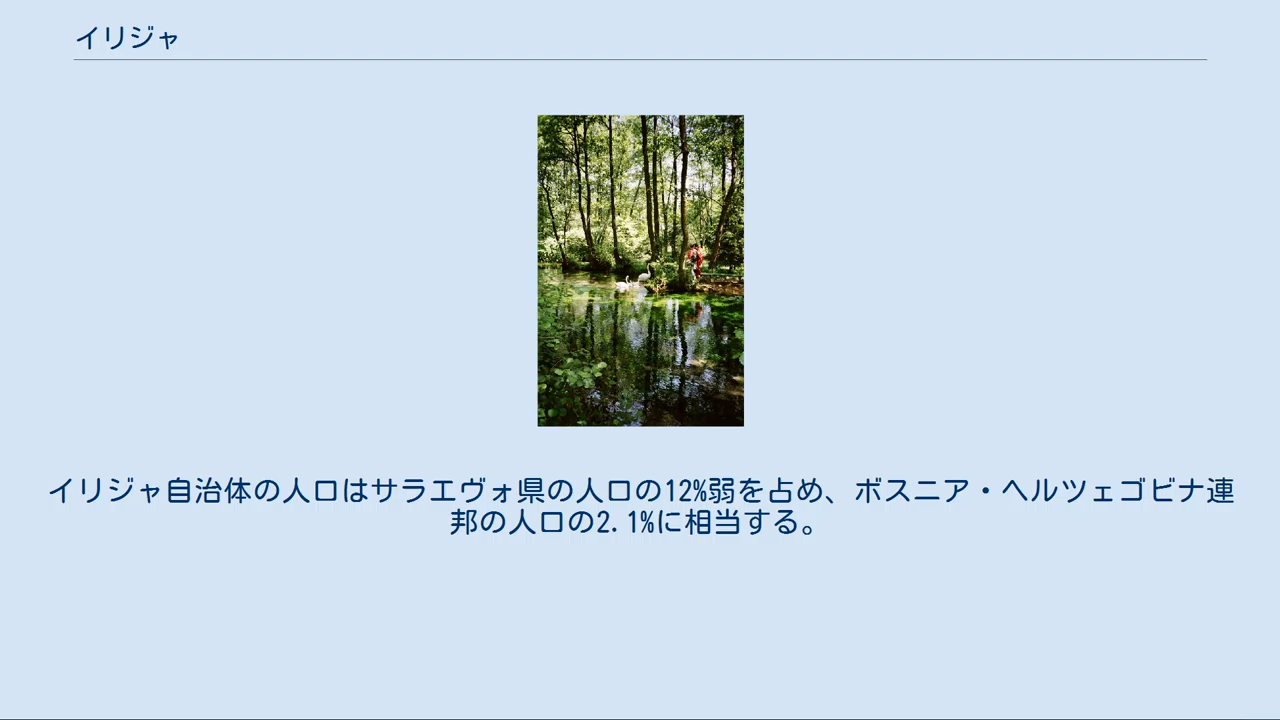 イリジャ
イリジャ自治体の人口はサラエヴォ県の人口の12%弱を占め、ボスニア・ヘルツェゴビナ連
邦の人口の2.1%に相当する。